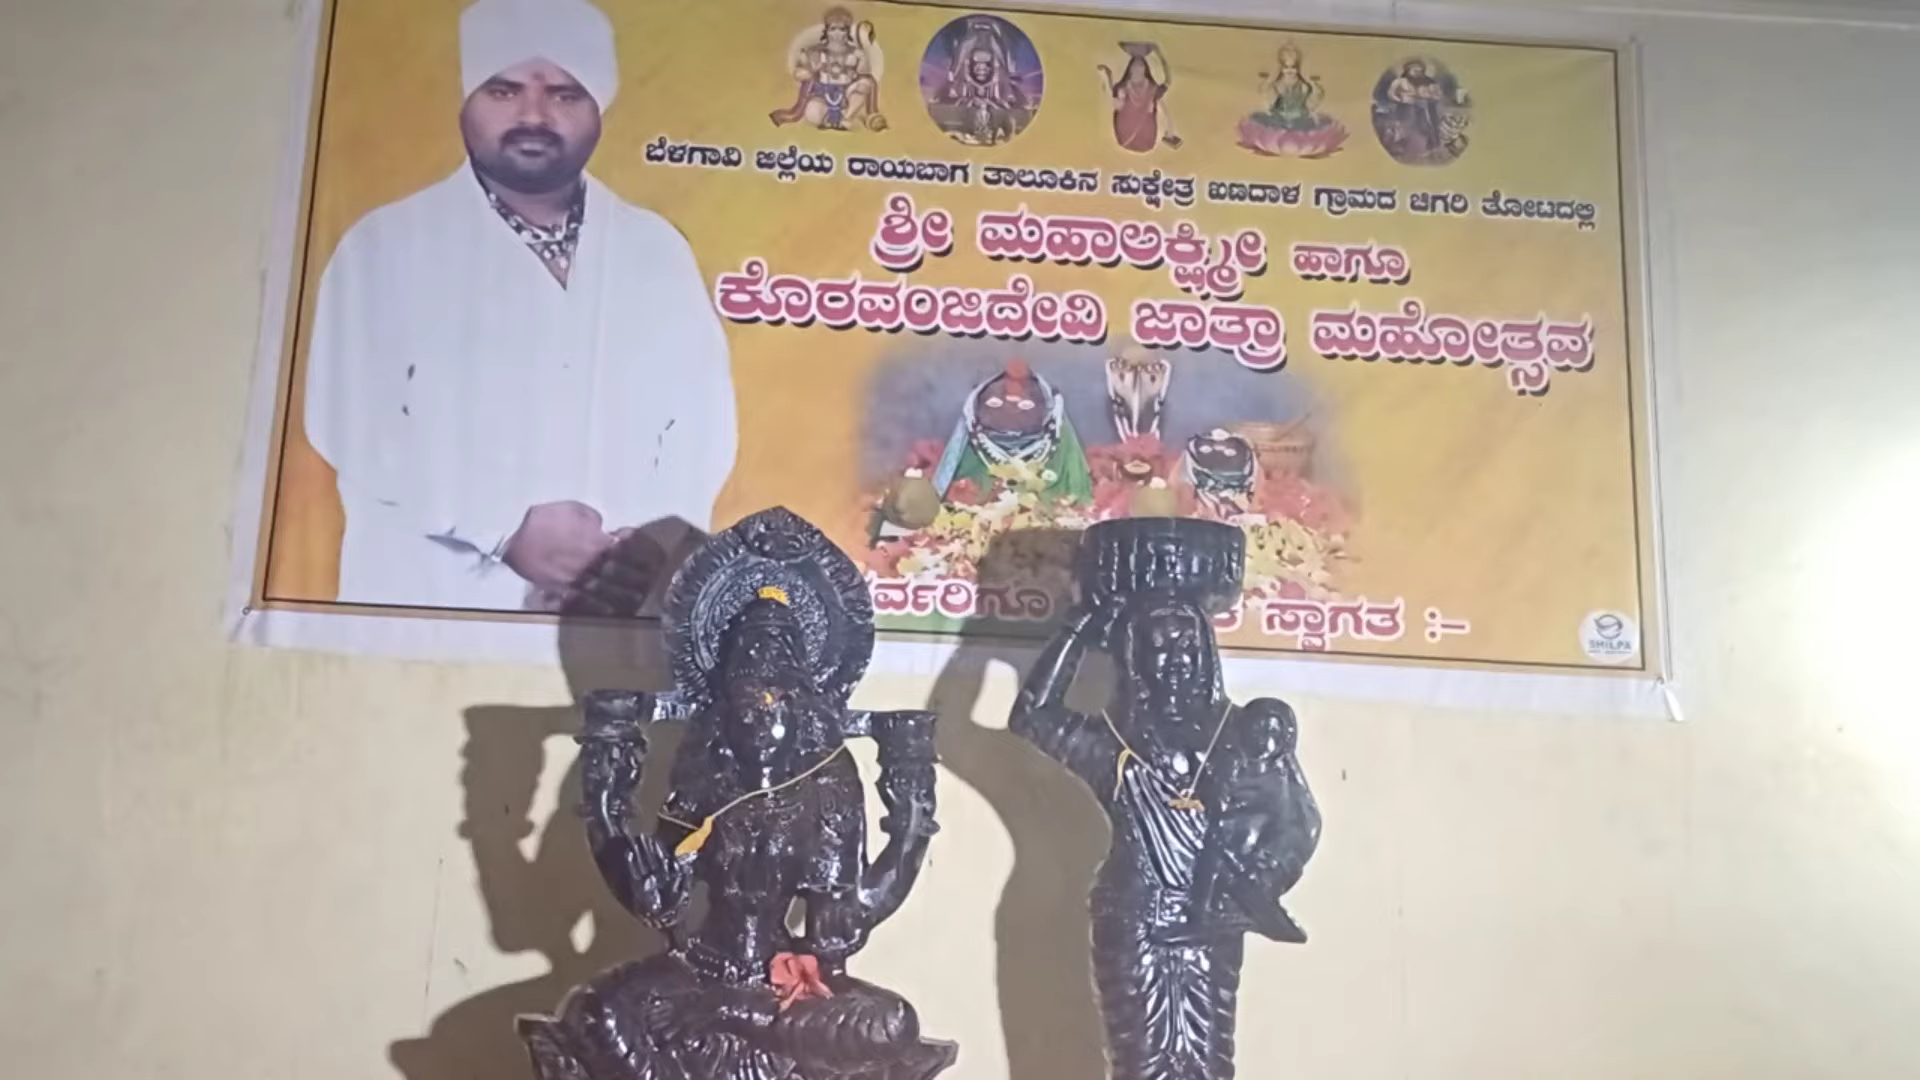 ಬೆಳಗಾವಿ ಜಿಲ್ಲೆಯ ರಾಯಬಾಗ ತಾಲೂಕಿನ ಸುಕ್ಷೇತ್ರ ಖಣದಾಳ ಗ್ರಾಮದ ಚಿಗರಿ ತೋಟದಲ್ಲಿ
ಶ್ರೀ ಮಹಾಲಕ್ಷ್ಮೀ ಹಾಗೂ
ಕೊರವಂಜಿದೇವಿ ಜಾತ್ರಾ ಮಹೋತ್ಸವ
ಸ್ವಾಗತ :-
SHILPA